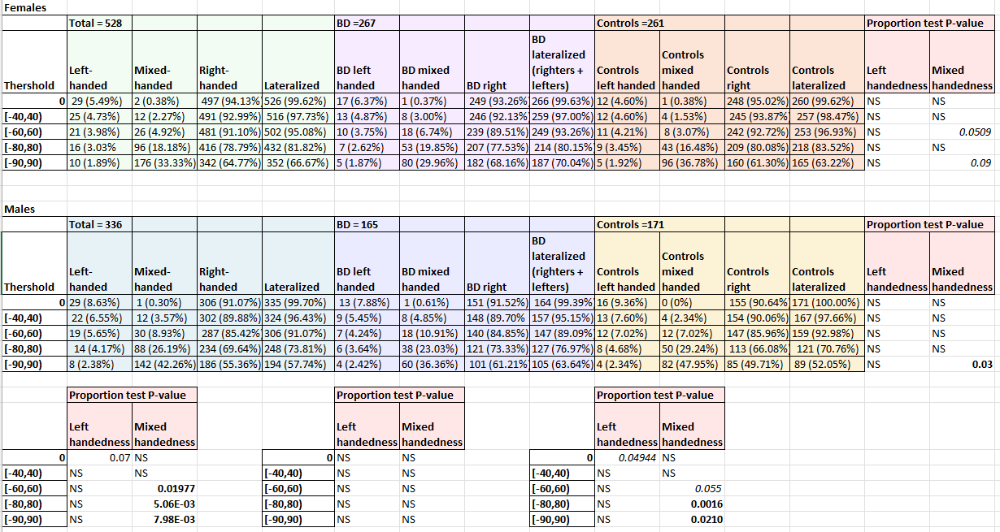 Females
Total = 528 BD =267 Controls =261 Proportion test P-value
Thershold Left-handed Mixed-handed Right-handed Lateralized BD left handed BD mixed handed BD right BD lateralized (righters + lefters) Controls left handed Controls mixed handed Controls right Controls lateralized Left handedness Mixed handedness
0 29 (5.49%) 2 (0.38%) 497 (94.13% 526 (99.62%) 17 (6.37%) 1 (0.37%) 249 (93.26% 266 (99.63%) 12 (4.60%) 1 (0.38%) 248 (95.02%) 260 (99.62%) NS NS
[-40,40) 25 (4.73%) 12 (2.27%) 491 (92.99%) 516 (97.73%) 13 (4.87%) 8 (3.00%) 246 (92.13% 259 (97.00%) 12 (4.60%) 4 (1.53%) 245 (93.87%) 257 (98.47%) NS NS
[-60,60) 21 (3.98%) 26 (4.92%) 481 (91.10%) 502 (95.08%) 10 (3.75%) 18 (6.74%) 239 (89.51%) 249 (93.26%) 11 (4.21%) 8 (3.07%) 242 (92.72%) 253 (96.93%) NS 0.0509
[-80,80) 16 (3.03% 96 (18.18%) 416 (78.79%) 432 (81.82%) 7 (2.62%) 53 (19.85%) 207 (77.53%) 214 (80.15% 9 (3.45%) 43 (16.48%) 209 (80.08%) 218 (83.52%) NS NS
[-90,90) 10 (1.89%) 176 (33.33%) 342 (64.77%) 352 (66.67%) 5 (1.87%) 80 (29.96%) 182 (68.16%) 187 (70.04%) 5 (1.92%) 96 (36.78%) 160 (61.30%) 165 (63.22%) NS 0.09
Males
Total = 336 BD = 165 Controls =171 Proportion test P-value
Thershold Left-handed Mixed-handed Right-handed Lateralized BD left handed BD mixed handed BD right BD lateralized (righters + lefters) Controls left handed Controls mixed handed Controls right Controls lateralized Left handedness Mixed handedness
0 29 (8.63%) 1 (0.30%) 306 (91.07%) 335 (99.70%) 13 (7.88%) 1 (0.61%) 151 (91.52%) 164 (99.39% 16 (9.36%) 0 (0%) 155 (90.64% 171 (100.00%) NS NS
[-40,40) 22 (6.55%) 12 (3.57%) 302 (89.88%) 324 (96.43%) 9 (5.45%) 8 (4.85%) 148 (89.70% 157 (95.15%) 13 (7.60%) 4 (2.34%) 154 (90.06%) 167 (97.66%) NS NS
[-60,60) 19 (5.65%) 30 (8.93%) 287 (85.42% 306 (91.07%) 7 (4.24%) 18 (10.91%) 140 (84.85%) 147 (89.09%) 12 (7.02%) 12 (7.02%) 147 (85.96%) 159 (92.98%) NS NS
[-80,80) 14 (4.17%) 88 (26.19%) 234 (69.64%) 248 (73.81%) 6 (3.64%) 38 (23.03%) 121 (73.33%) 127 (76.97%) 8 (4.68%) 50 (29.24%) 113 (66.08% 121 (70.76%) NS NS
[-90,90) 8 (2.38%) 142 (42.26%) 186 (55.36%) 194 (57.74%) 4 (2.42%) 60 (36.36%) 101 (61.21% 105 (63.64%) 4 (2.34%) 82 (47.95%) 85 (49.71%) 89 (52.05%) NS 0.03
Proportion test P-value Proportion test P-value Proportion test P-value
Left handedness Mixed handedness Left handedness Mixed handedness Left handedness Mixed handedness
0 0.07 NS 0 NS NS 0 0.04944 NS
[-40,40) NS NS [-40,40) NS NS [-40,40) NS NS
[-60,60) NS 0.01977 [-60,60) NS NS [-60,60) NS 0.055
[-80,80) NS 5.06E-03 [-80,80) NS NS [-80,80) NS 0.0016
[-90,90) NS 7.98E-03 [-90,90) NS NS [-90,90) NS 0.0210